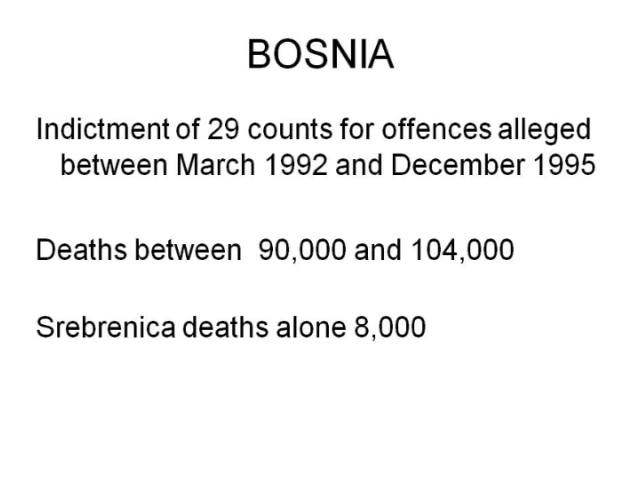 BOSNIA
Indictment of 29 counts for offences alleged
between March 1992 and December 1995
Deaths between  90,000 and 104,000
Srebrenica deaths alone 8,000